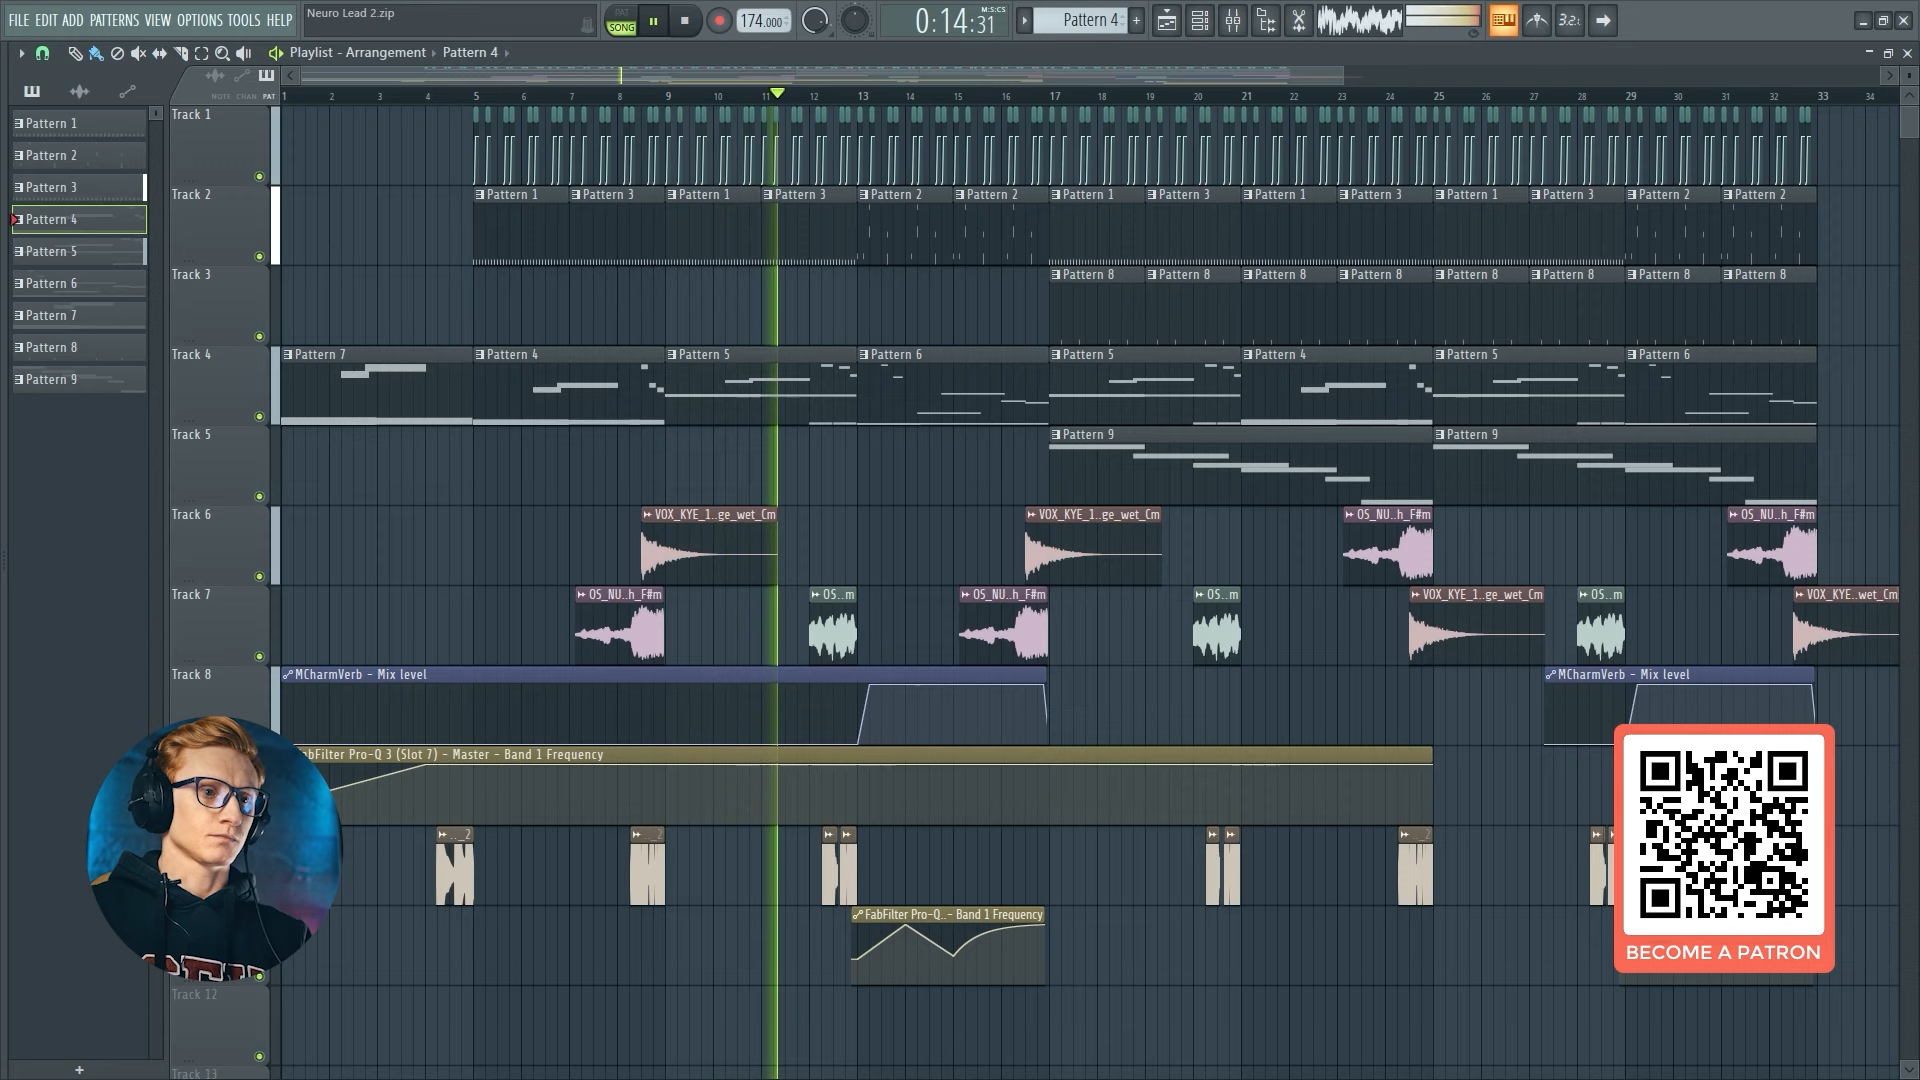 FILE EDIT ADD PATTERNS VIEW OPTIONS TOOLS HELP
Neuro Lead 2.zip
PAT
SONG
174.000
0:14:31
M:S:CS
Pattern 4
Playlist - Arrangement › Pattern 4 ›
NOTE CHAN PAT
1 2 3 4 5 6 7 8 9 10 11 12 13 14 15 16 17 18 19 20 21 22 23 24 25 26 27 28 29 30 31 32 33 34
Pattern 1
Pattern 2
Pattern 3
Pattern 4
Pattern 5
Pattern 6
Pattern 7
Pattern 8
Pattern 9
Track 1
Track 2
Pattern 1 Pattern 3 Pattern 1 Pattern 3 Pattern 2 Pattern 2 Pattern 1 Pattern 3 Pattern 1 Pattern 3 Pattern 1 Pattern 3 Pattern 2 Pattern 2
Track 3
Pattern 8 Pattern 8 Pattern 8 Pattern 8 Pattern 8 Pattern 8 Pattern 8 Pattern 8
Track 4
Pattern 7 Pattern 4 Pattern 5 Pattern 6 Pattern 5 Pattern 4 Pattern 5 Pattern 6
Track 5
Pattern 9 Pattern 9
Track 6
VOX_KYE_1..ge_wet_Cm VOX_KYE_1..ge_wet_Cm OS_NU..h_F#m OS_NU..h_F#m
Track 7
OS_NU..h_F#m OS..m OS_NU..h_F#m OS..m VOX_KYE_1..ge_wet_Cm OS..m VOX_KYE..wet_Cm
Track 8
MCharmVerb - Mix level MCharmVerb - Mix level
abFilter Pro-Q 3 (Slot 7) - Master - Band 1 Frequency
.._2 .._2 .._2
FabFilter Pro-Q..- Band 1 Frequency
BECOME A PATRON
Track 12
Track 13